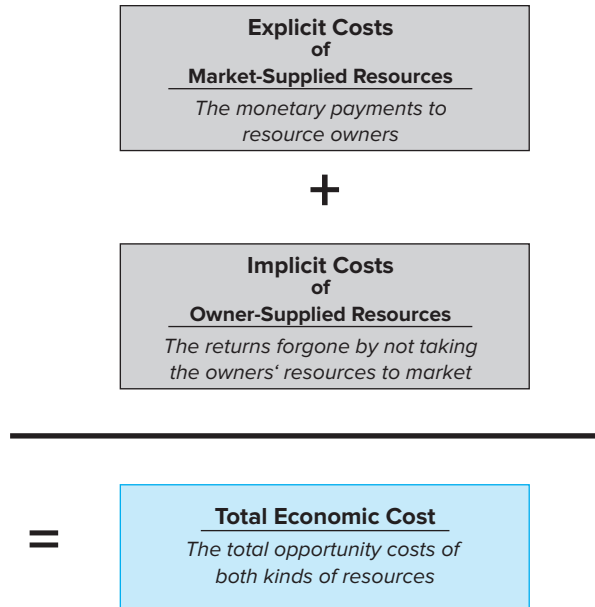 Explicit Costs
of
Market-Supplied Resources
The monetary payments to
resource owners
+
Implicit Costs
of
Owner-Supplied Resources
The returns forgone by not taking
the owners‘ resources to market
=
Total Economic Cost
The total opportunity costs of
both kinds of resources